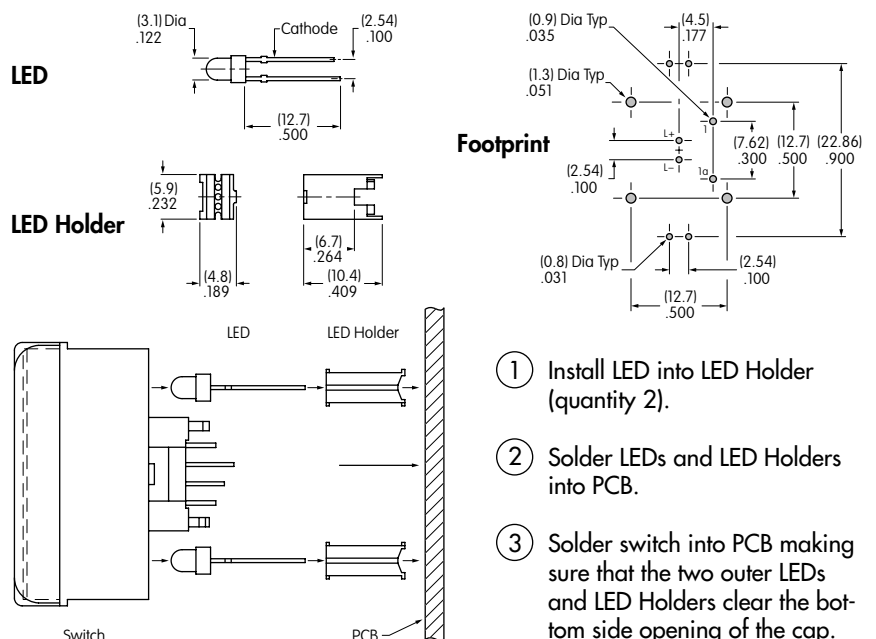 (3.1) Dia
.122
Cathode
(2.54)
.100
LED
(12.7)
.500
(5.9)
.232
LED Holder
(6.7)
.264
(4.8)
.189
(10.4)
.409
(0.9) Dia Typ
.035
(4.5)
.177
(1.3) Dia Typ
.051
Footprint
L+
+
L–
1
1a
(7.62)
.300
(12.7)
.500
(22.86)
.900
(2.54)
.100
(0.8) Dia Typ
.031
(2.54)
.100
(12.7)
.500
LED
LED Holder
Switch
PCB
1 Install LED into LED Holder
(quantity 2).
2 Solder LEDs and LED Holders
into PCB.
3 Solder switch into PCB making
sure that the two outer LEDs
and LED Holders clear the bot-
tom side opening of the cap.